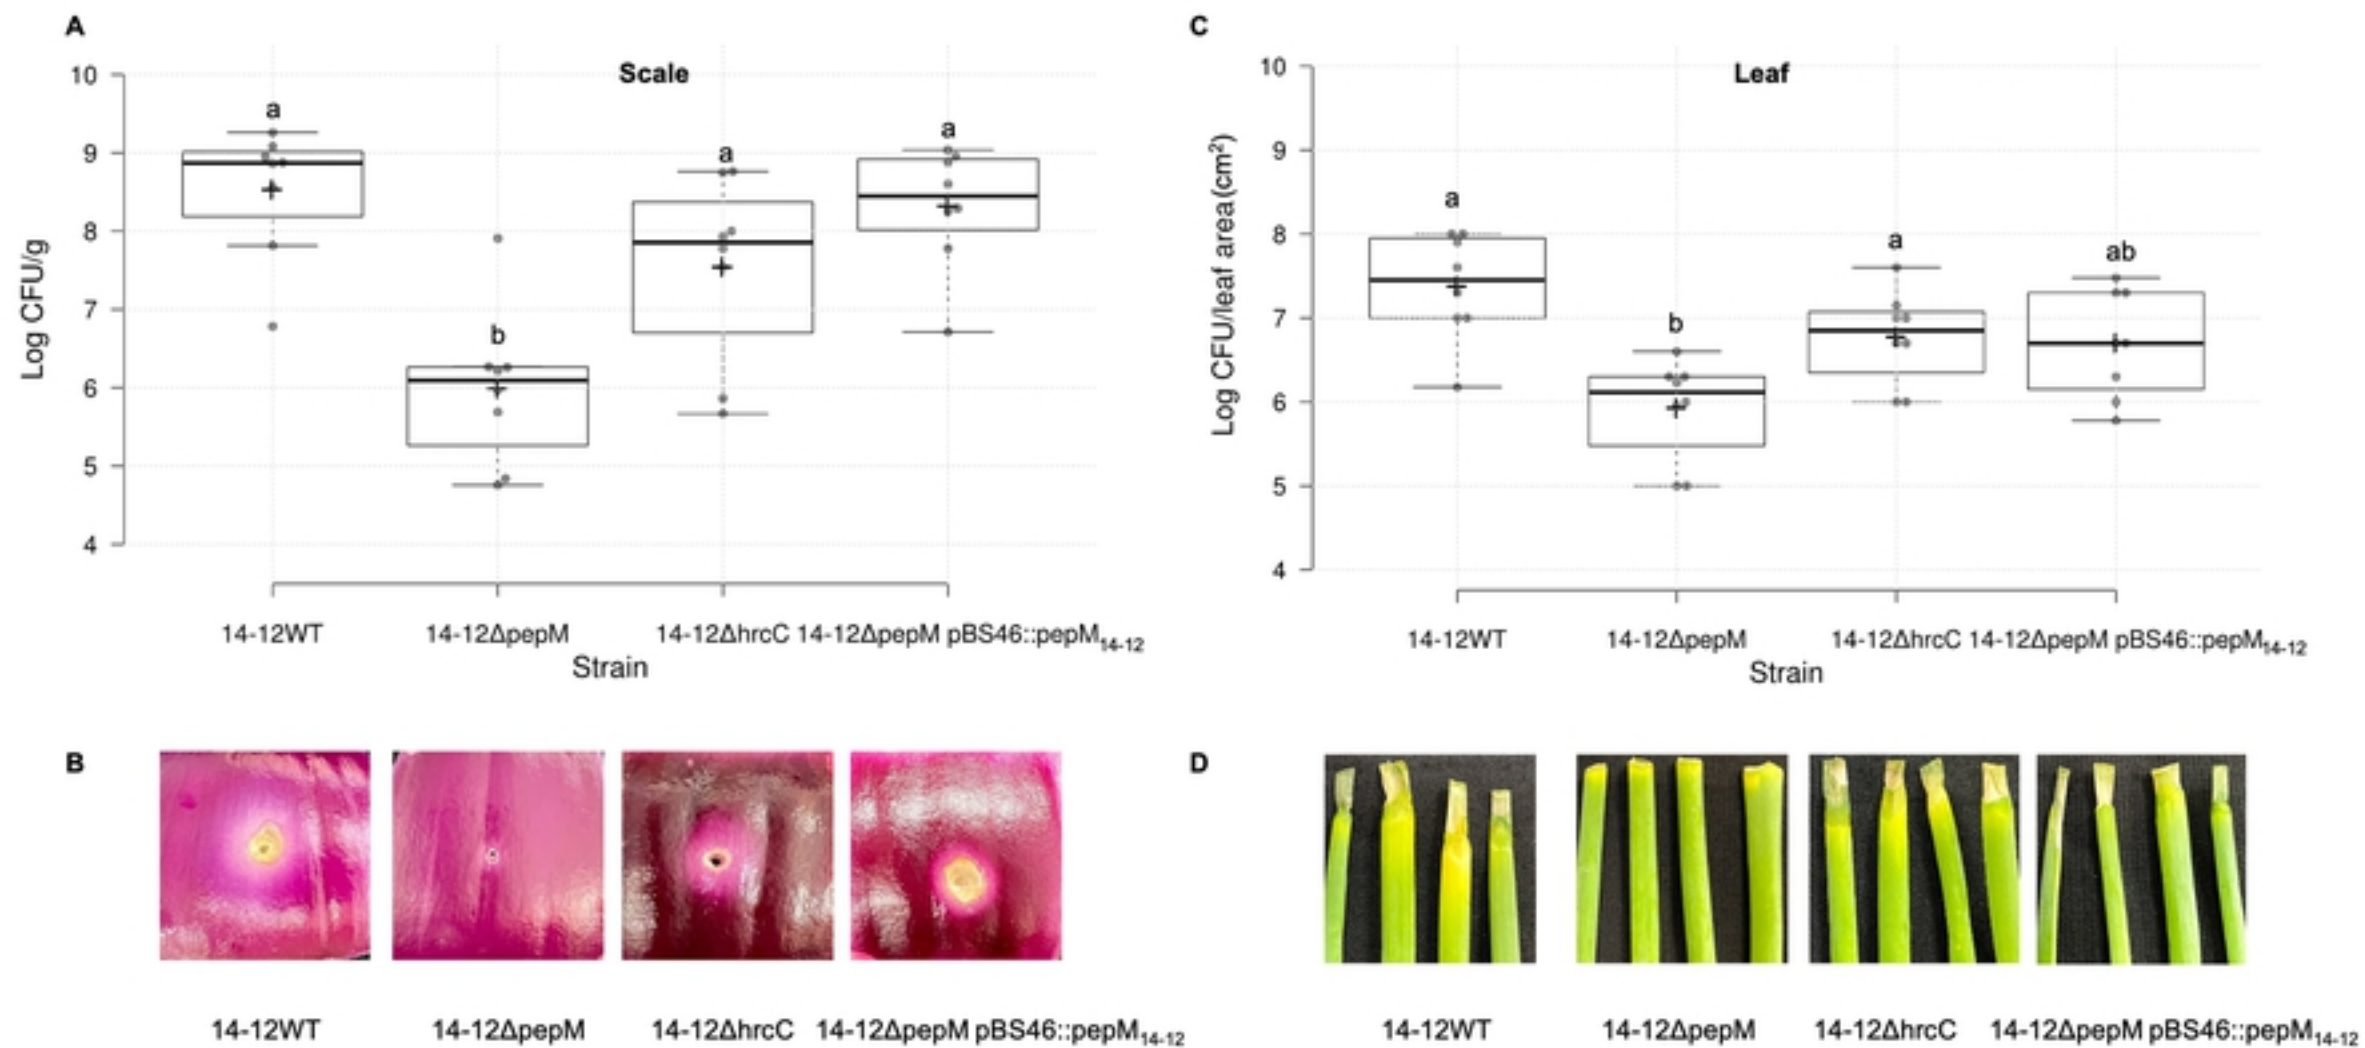 A
Scale
10
9
8
7
6
5
4
Log CFU/g
a
b
a
a
14-12WT
14-12ΔpepM
14-12ΔhrcC
14-12ΔpepM pBS46::pepM14-12
Strain
C
Leaf
10
9
8
7
6
5
4
Log CFU/leaf area(cm²)
a
b
a
ab
14-12WT
14-12ΔpepM
14-12ΔhrcC
14-12ΔpepM pBS46::pepM14-12
Strain
B
14-12WT
14-12ΔpepM
14-12ΔhrcC
14-12ΔpepM pBS46::pepM14-12
D
14-12WT
14-12ΔpepM
14-12ΔhrcC
14-12ΔpepM pBS46::pepM14-12